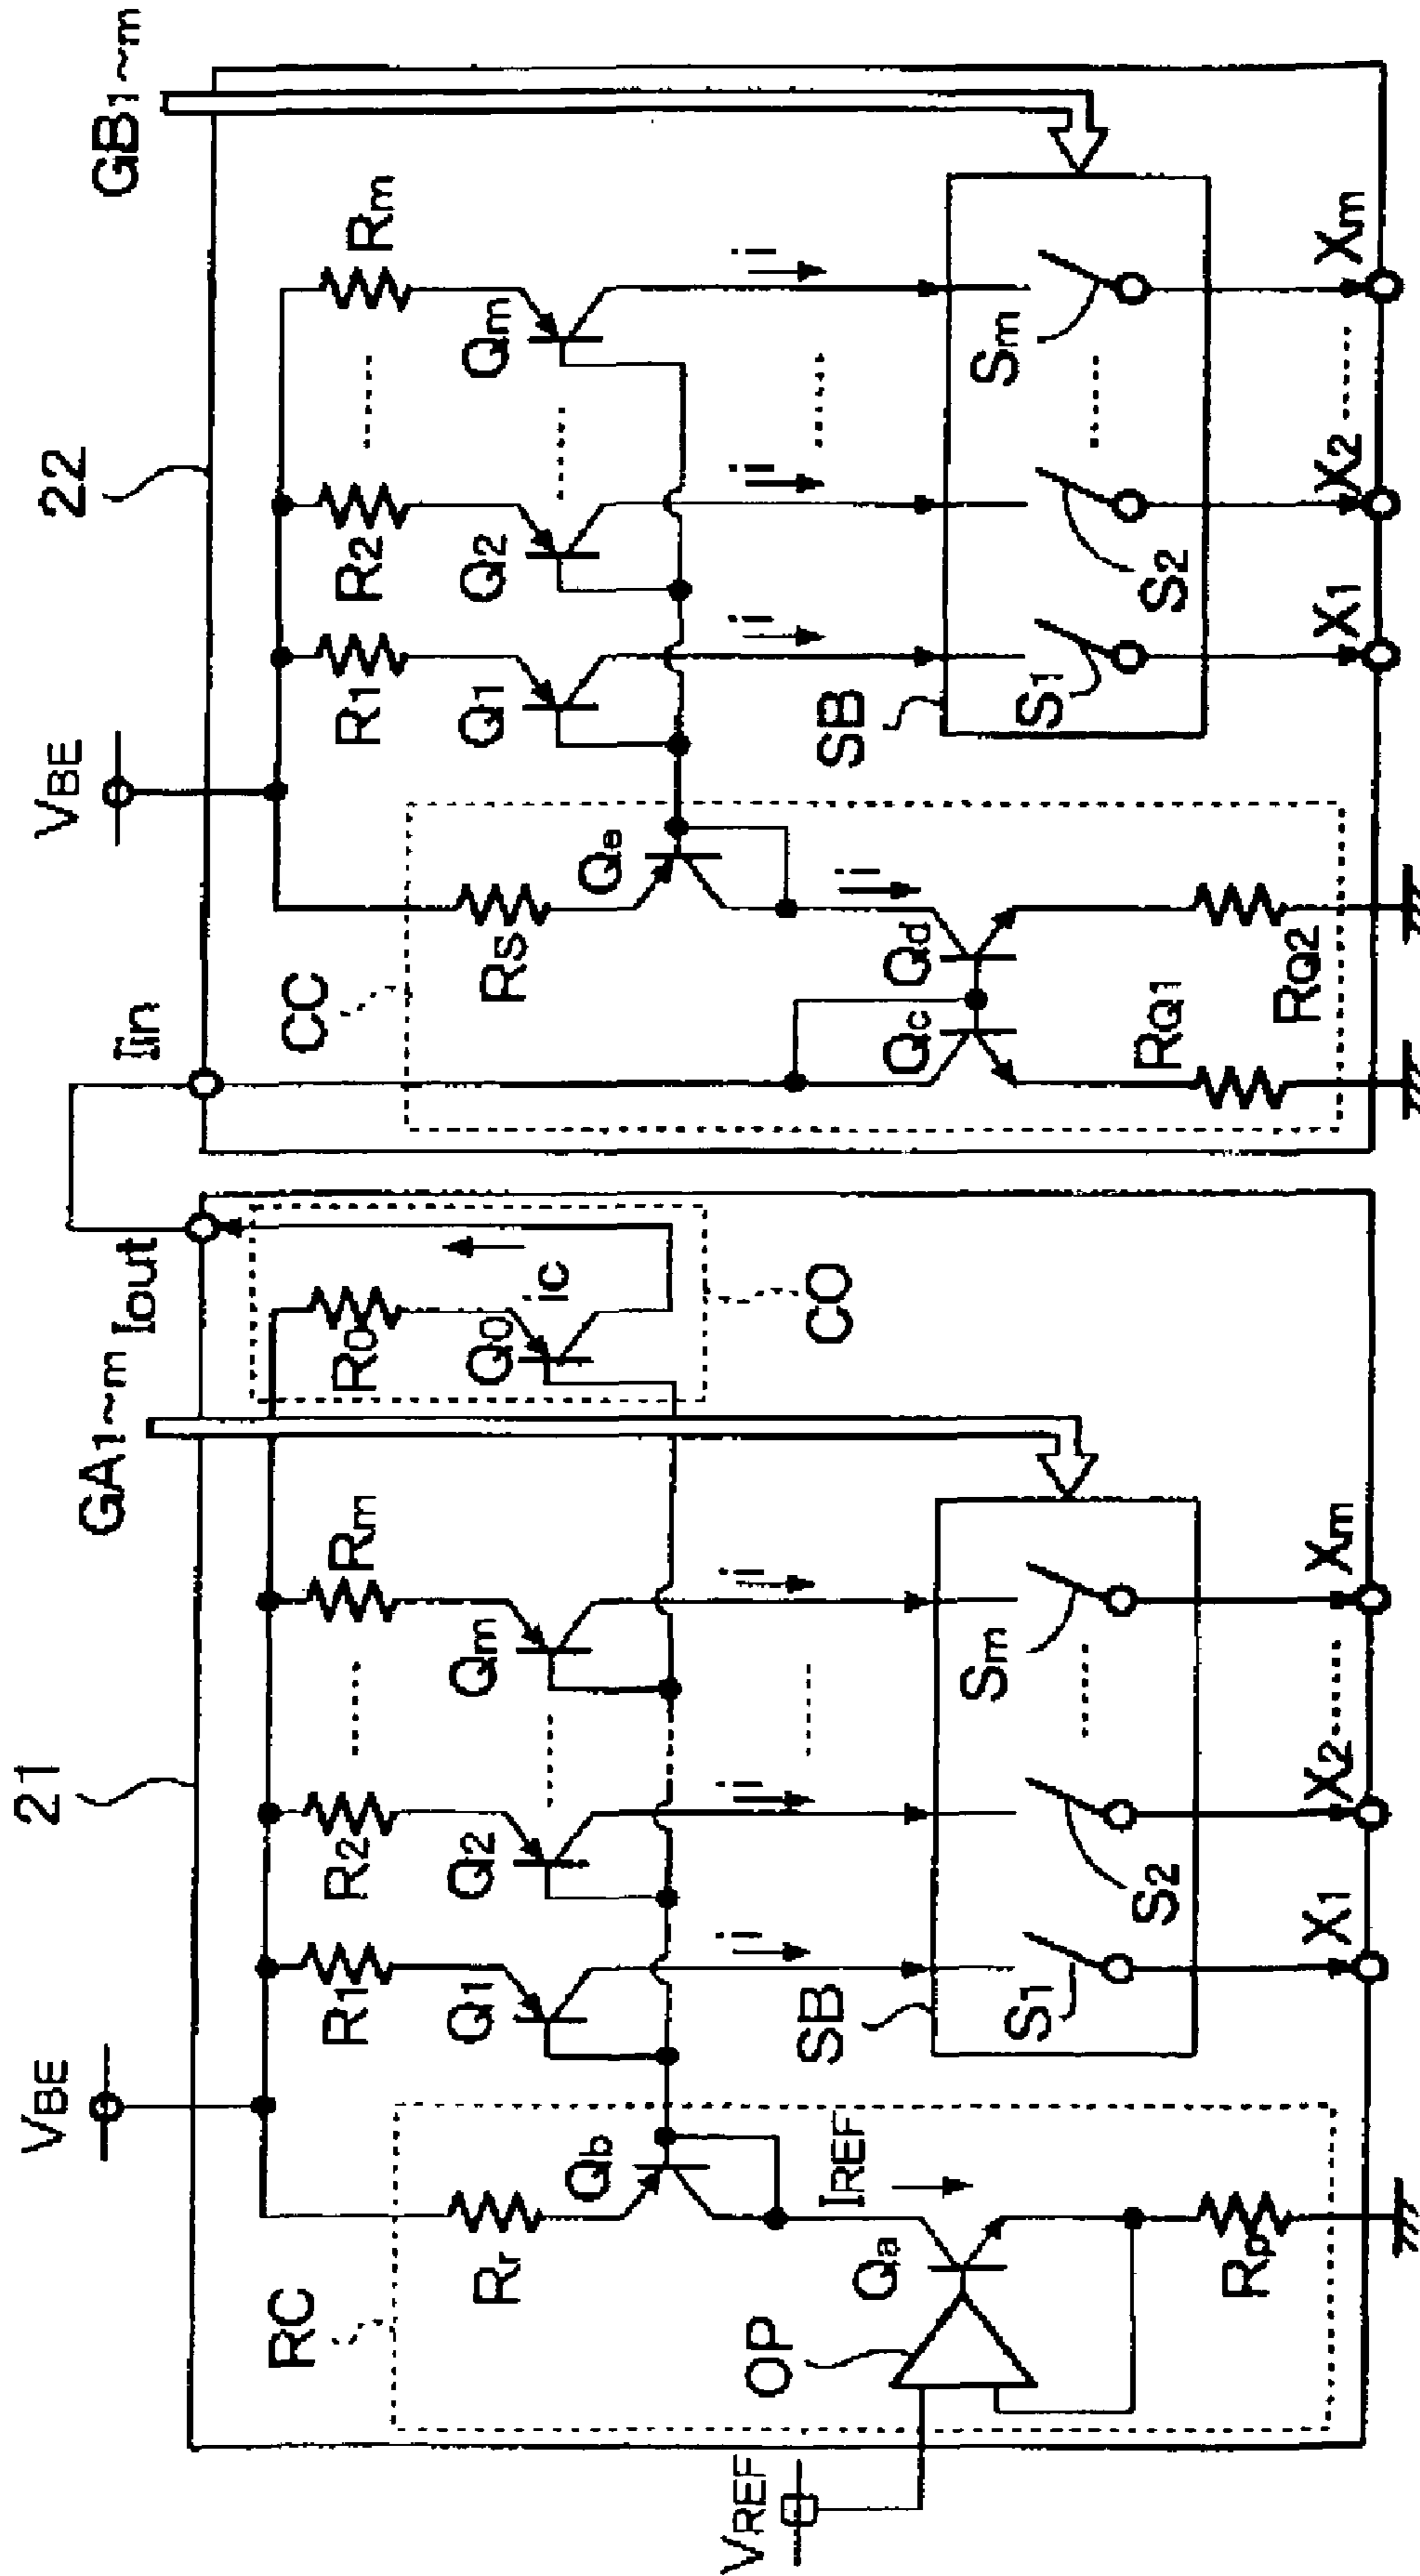 21
22
VBE
GA1~m
Iout
Iin
VBE
GB1~m
R1
R2
Rm
R0
R1
R2
Rm
Q1
Q2
Qm
Q0
ic
Q1
Q2
Qm
RC
Rr
Qb
CO
CC
RS
Qe
i
i
i
i
i
i
OP
Qa
IREF
SB
Qc
Qd
i
SB
S1
S2
Sm
S1
S2
Sm
VREF
Rp
RQ1
RQ2
X1
X2
Xm
X1
X2
Xm